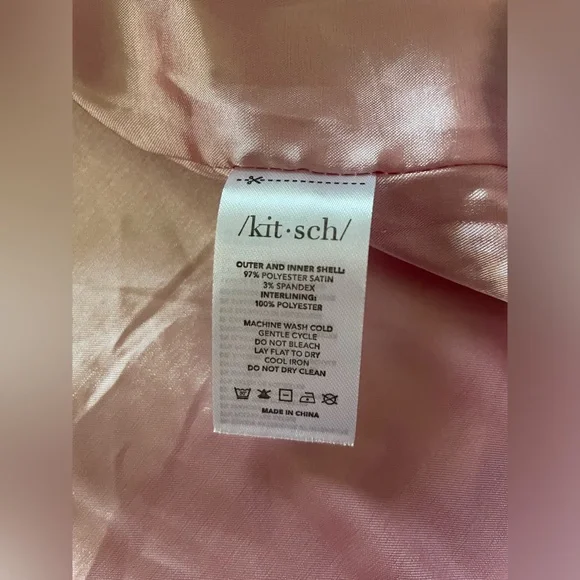 /kit·sch/
OUTER AND INNER SHELL:
97% POLYESTER SATIN
3% SPANDEX
INTERLINING:
100% POLYESTER
MACHINE WASH COLD
GENTLE CYCLE
DO NOT BLEACH
LAY FLAT TO DRY
COOL IRON
DO NOT DRY CLEAN
MADE IN CHINA